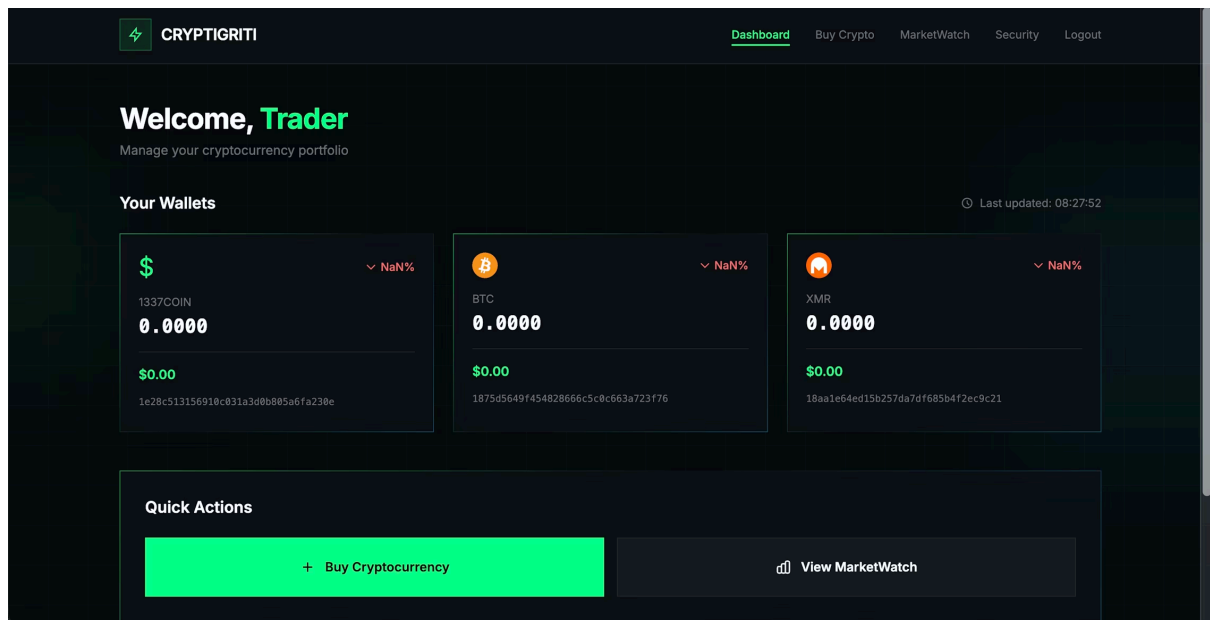 CRYPTIGRITI
Dashboard Buy Crypto MarketWatch Security Logout
Welcome, Trader
Manage your cryptocurrency portfolio
Your Wallets
Last updated: 08:27:52
$
NaN%
1337COIN
0.0000
$0.00
1e28c513156910c031a3d0b805a6fa230e
NaN%
BTC
0.0000
$0.00
1875d5649f454828666c5c0c663a723f76
NaN%
XMR
0.0000
$0.00
18aa1e64ed15b257da7df685b4f2ec9c21
Quick Actions
+ Buy Cryptocurrency
View MarketWatch